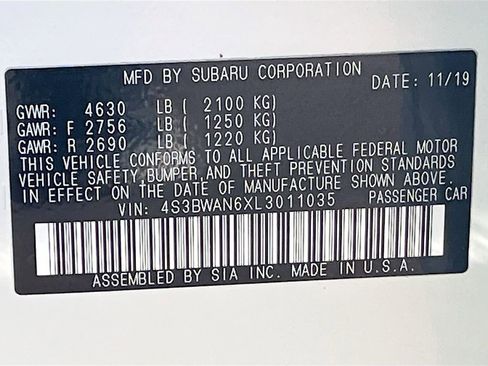 MFD BY SUBARU CORPORATION DATE: 11/19
GVWR: 4630 LB ( 2100 KG)
GAWR: F 2756 LB ( 1250 KG)
GAWR: R 2690 LB ( 1220 KG)
THIS VEHICLE CONFORMS TO ALL APPLICABLE FEDERAL MOTOR
VEHICLE SAFETY, BUMPER, AND THEFT PREVENTION STANDARDS
IN EFFECT ON THE DATE OF MANUFACTURE SHOWN ABOVE.
VIN: 4S3BWAN6XL3011035 PASSENGER CAR
ASSEMBLED BY SIA INC. MADE IN U.S.A.